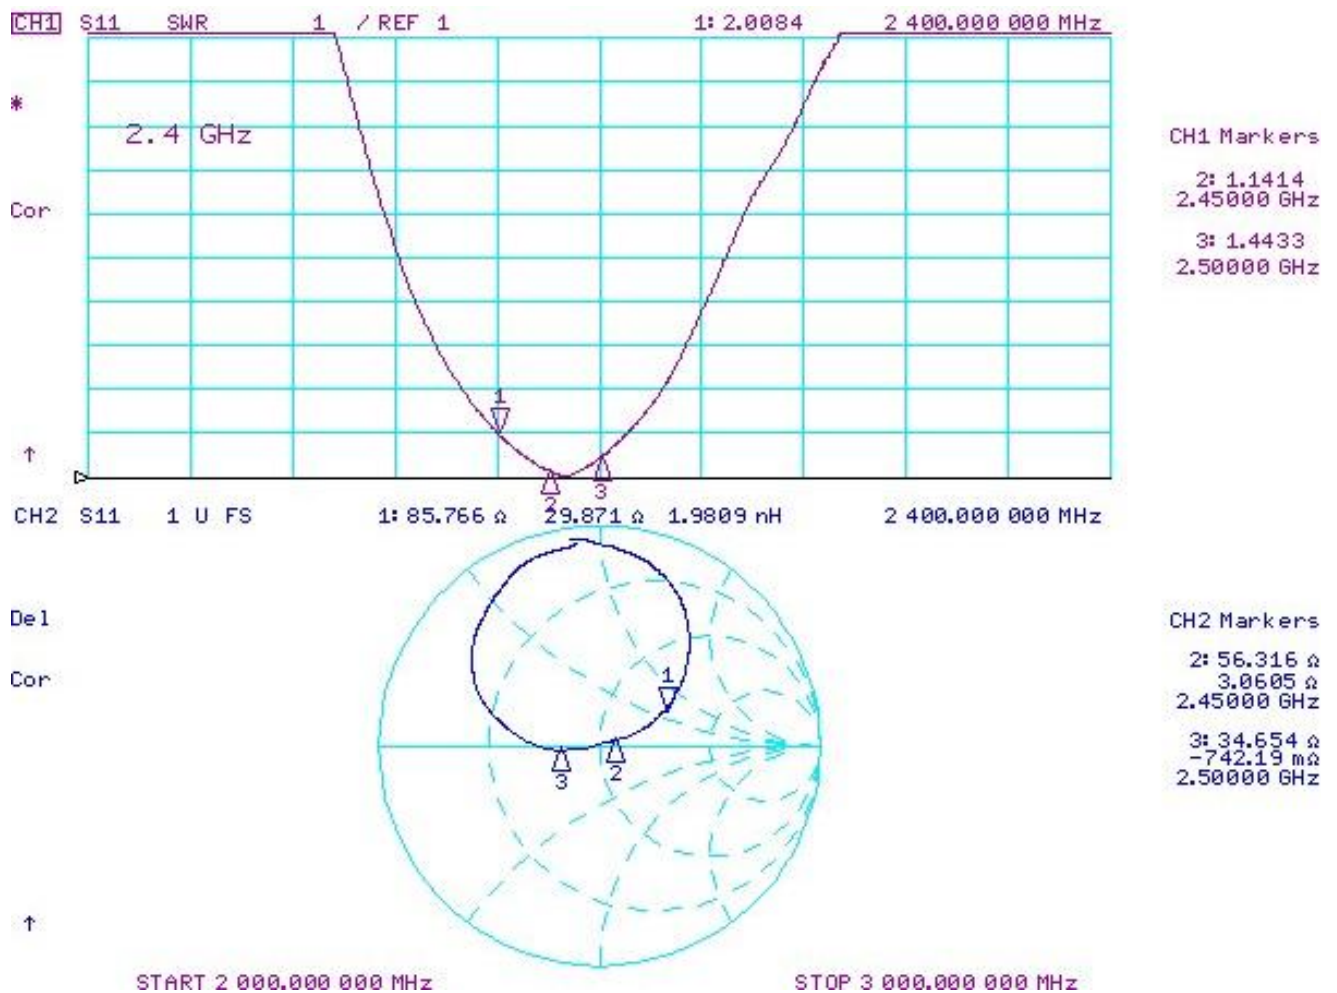 CH1 S11 SWR 1 / REF 1 1: 2.0084 2 400.000 000 MHz
*
2.4 GHz
CH1 Markers
2: 1.1414
2.45000 GHz
Cor
3: 1.4433
2.50000 GHz
1
↑
2
3
CH2 S11 1 U FS 1: 85.766 Ω 29.871 Ω 1.9809 nH 2 400.000 000 MHz
Del
CH2 Markers
2: 56.316 Ω
3.0605 Ω
2.45000 GHz
Cor
1
3: 34.654 Ω
-742.19 mΩ
2.50000 GHz
3
2
↑
START 2 000.000 000 MHz STOP 3 000.000 000 MHz